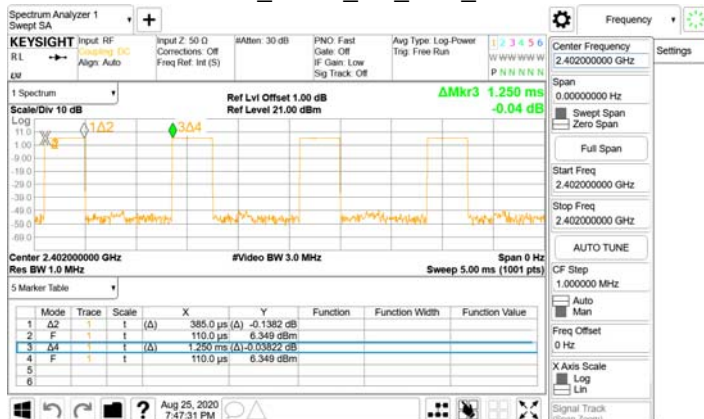 Spectrum Analyzer 1
Swept SA
Frequency
KEYSIGHT
RL
Input: RF
Coupling: DC
Align: Auto
Input Z: 50 Ω
Corrections: Off
Freq Ref: Int (S)
#Atten: 30 dB
PNO: Fast
Gate: Off
IF Gain: Low
Sig Track: Off
Avg Type: Log-Power
Trig: Free Run
1 2 3 4 5 6
W W W W W W
P N N N N N
1 Spectrum
Scale/Div 10 dB
Ref Lvl Offset 1.00 dB
Ref Level 21.00 dBm
ΔMkr3 1.250 ms
-0.04 dB
Log
11.0
1.00
-9.00
-19.0
-29.0
-39.0
-49.0
-59.0
-69.0
1Δ2
3Δ4
Center 2.402000000 GHz
Res BW 1.0 MHz
#Video BW 3.0 MHz
Span 0 Hz
Sweep 5.00 ms (1001 pts)
5 Marker Table
Mode Trace Scale X Y Function Function Width Function Value
1 Δ2 1 t (Δ) 385.0 µs (Δ) -0.1382 dB
2 F 1 t 110.0 µs 6.349 dBm
3 Δ4 1 t (Δ) 1.250 ms (Δ) -0.03822 dB
4 F 1 t 110.0 µs 6.349 dBm
5
6
Aug 25, 2020
7:47:31 PM
?
Center Frequency
2.402000000 GHz
Settings
Span
0.00000000 Hz
Swept Span
Zero Span
Full Span
Start Freq
2.402000000 GHz
Stop Freq
2.402000000 GHz
AUTO TUNE
CF Step
1.000000 MHz
Auto
Man
Freq Offset
0 Hz
X Axis Scale
Log
Lin
Signal Track